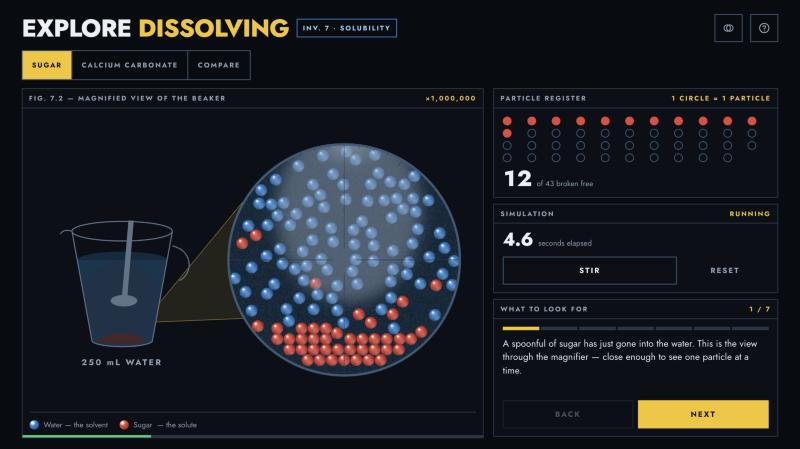 EXPLORE DISSOLVING
INV. 7 · SOLUBILITY
SUGAR
CALCIUM CARBONATE
COMPARE
FIG. 7.2 — MAGNIFIED VIEW OF THE BEAKER
×1,000,000
250 mL WATER
Water — the solvent
Sugar — the solute
PARTICLE REGISTER
1 CIRCLE = 1 PARTICLE
12 of 43 broken free
SIMULATION
RUNNING
4.6 seconds elapsed
STIR
RESET
WHAT TO LOOK FOR
1 / 7
A spoonful of sugar has just gone into the water. This is the view
through the magnifier — close enough to see one particle at a
time.
BACK
NEXT